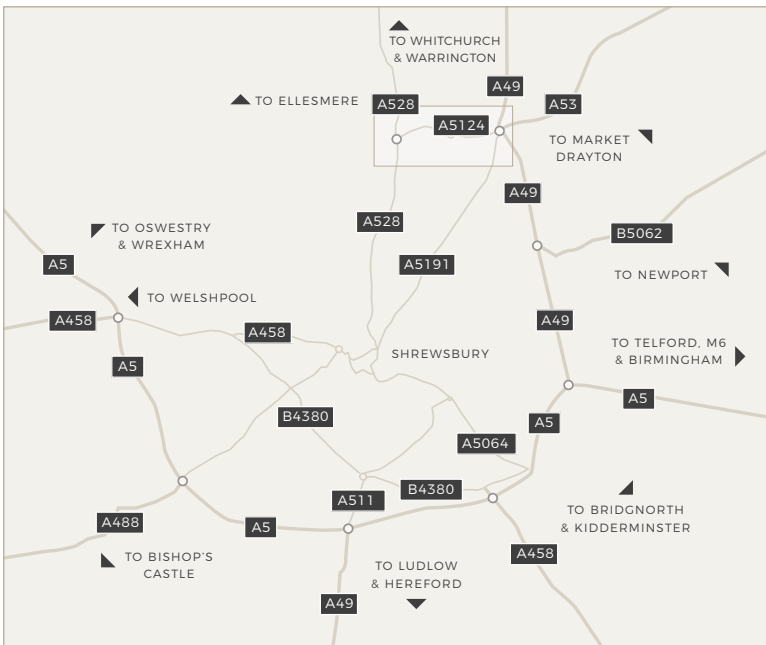 TO WHITCHURCH
& WARRINGTON
A49
TO ELLESMERE
A528
A53
A5124
TO MARKET
DRAYTON
A49
A528
TO OSWESTRY
& WREXHAM
B5062
A5
A5191
TO NEWPORT
TO WELSHPOOL
A458
A458
A49
SHREWSBURY
TO TELFORD, M6
& BIRMINGHAM
A5
A5
B4380
A5
A5064
B4380
A511
TO BRIDGNORTH
& KIDDERMINSTER
A488
A5
TO BISHOP'S
CASTLE
A458
TO LUDLOW
& HEREFORD
A49